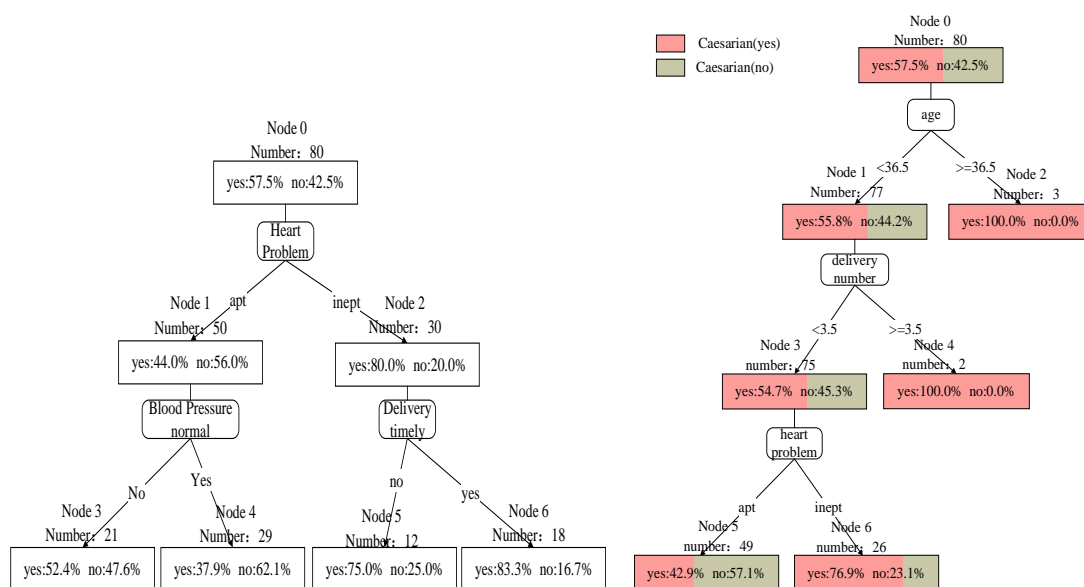 Node 0
Number：80
yes:57.5% no:42.5%
Heart
Problem
apt
inept
Node 1
Number：50
yes:44.0% no:56.0%
Node 2
Number：30
yes:80.0% no:20.0%
Blood Pressure
normal
Delivery
timely
No
Yes
no
yes
Node 3
Number：21
yes:52.4% no:47.6%
Node 4
Number：29
yes:37.9% no:62.1%
Node 5
Number：12
yes:75.0% no:25.0%
Node 6
Number：18
yes:83.3% no:16.7%
Caesarian(yes)
Caesarian(no)
Node 0
Number：80
yes:57.5% no:42.5%
age
<36.5
>=36.5
Node 1
Number：77
yes:55.8% no:44.2%
Node 2
Number：3
yes:100.0% no:0.0%
delivery
number
<3.5
>=3.5
Node 3
number：75
yes:54.7% no:45.3%
Node 4
number：2
yes:100.0% no:0.0%
heart
problem
apt
inept
Node 5
number：49
yes:42.9% no:57.1%
Node 6
number：26
yes:76.9% no:23.1%